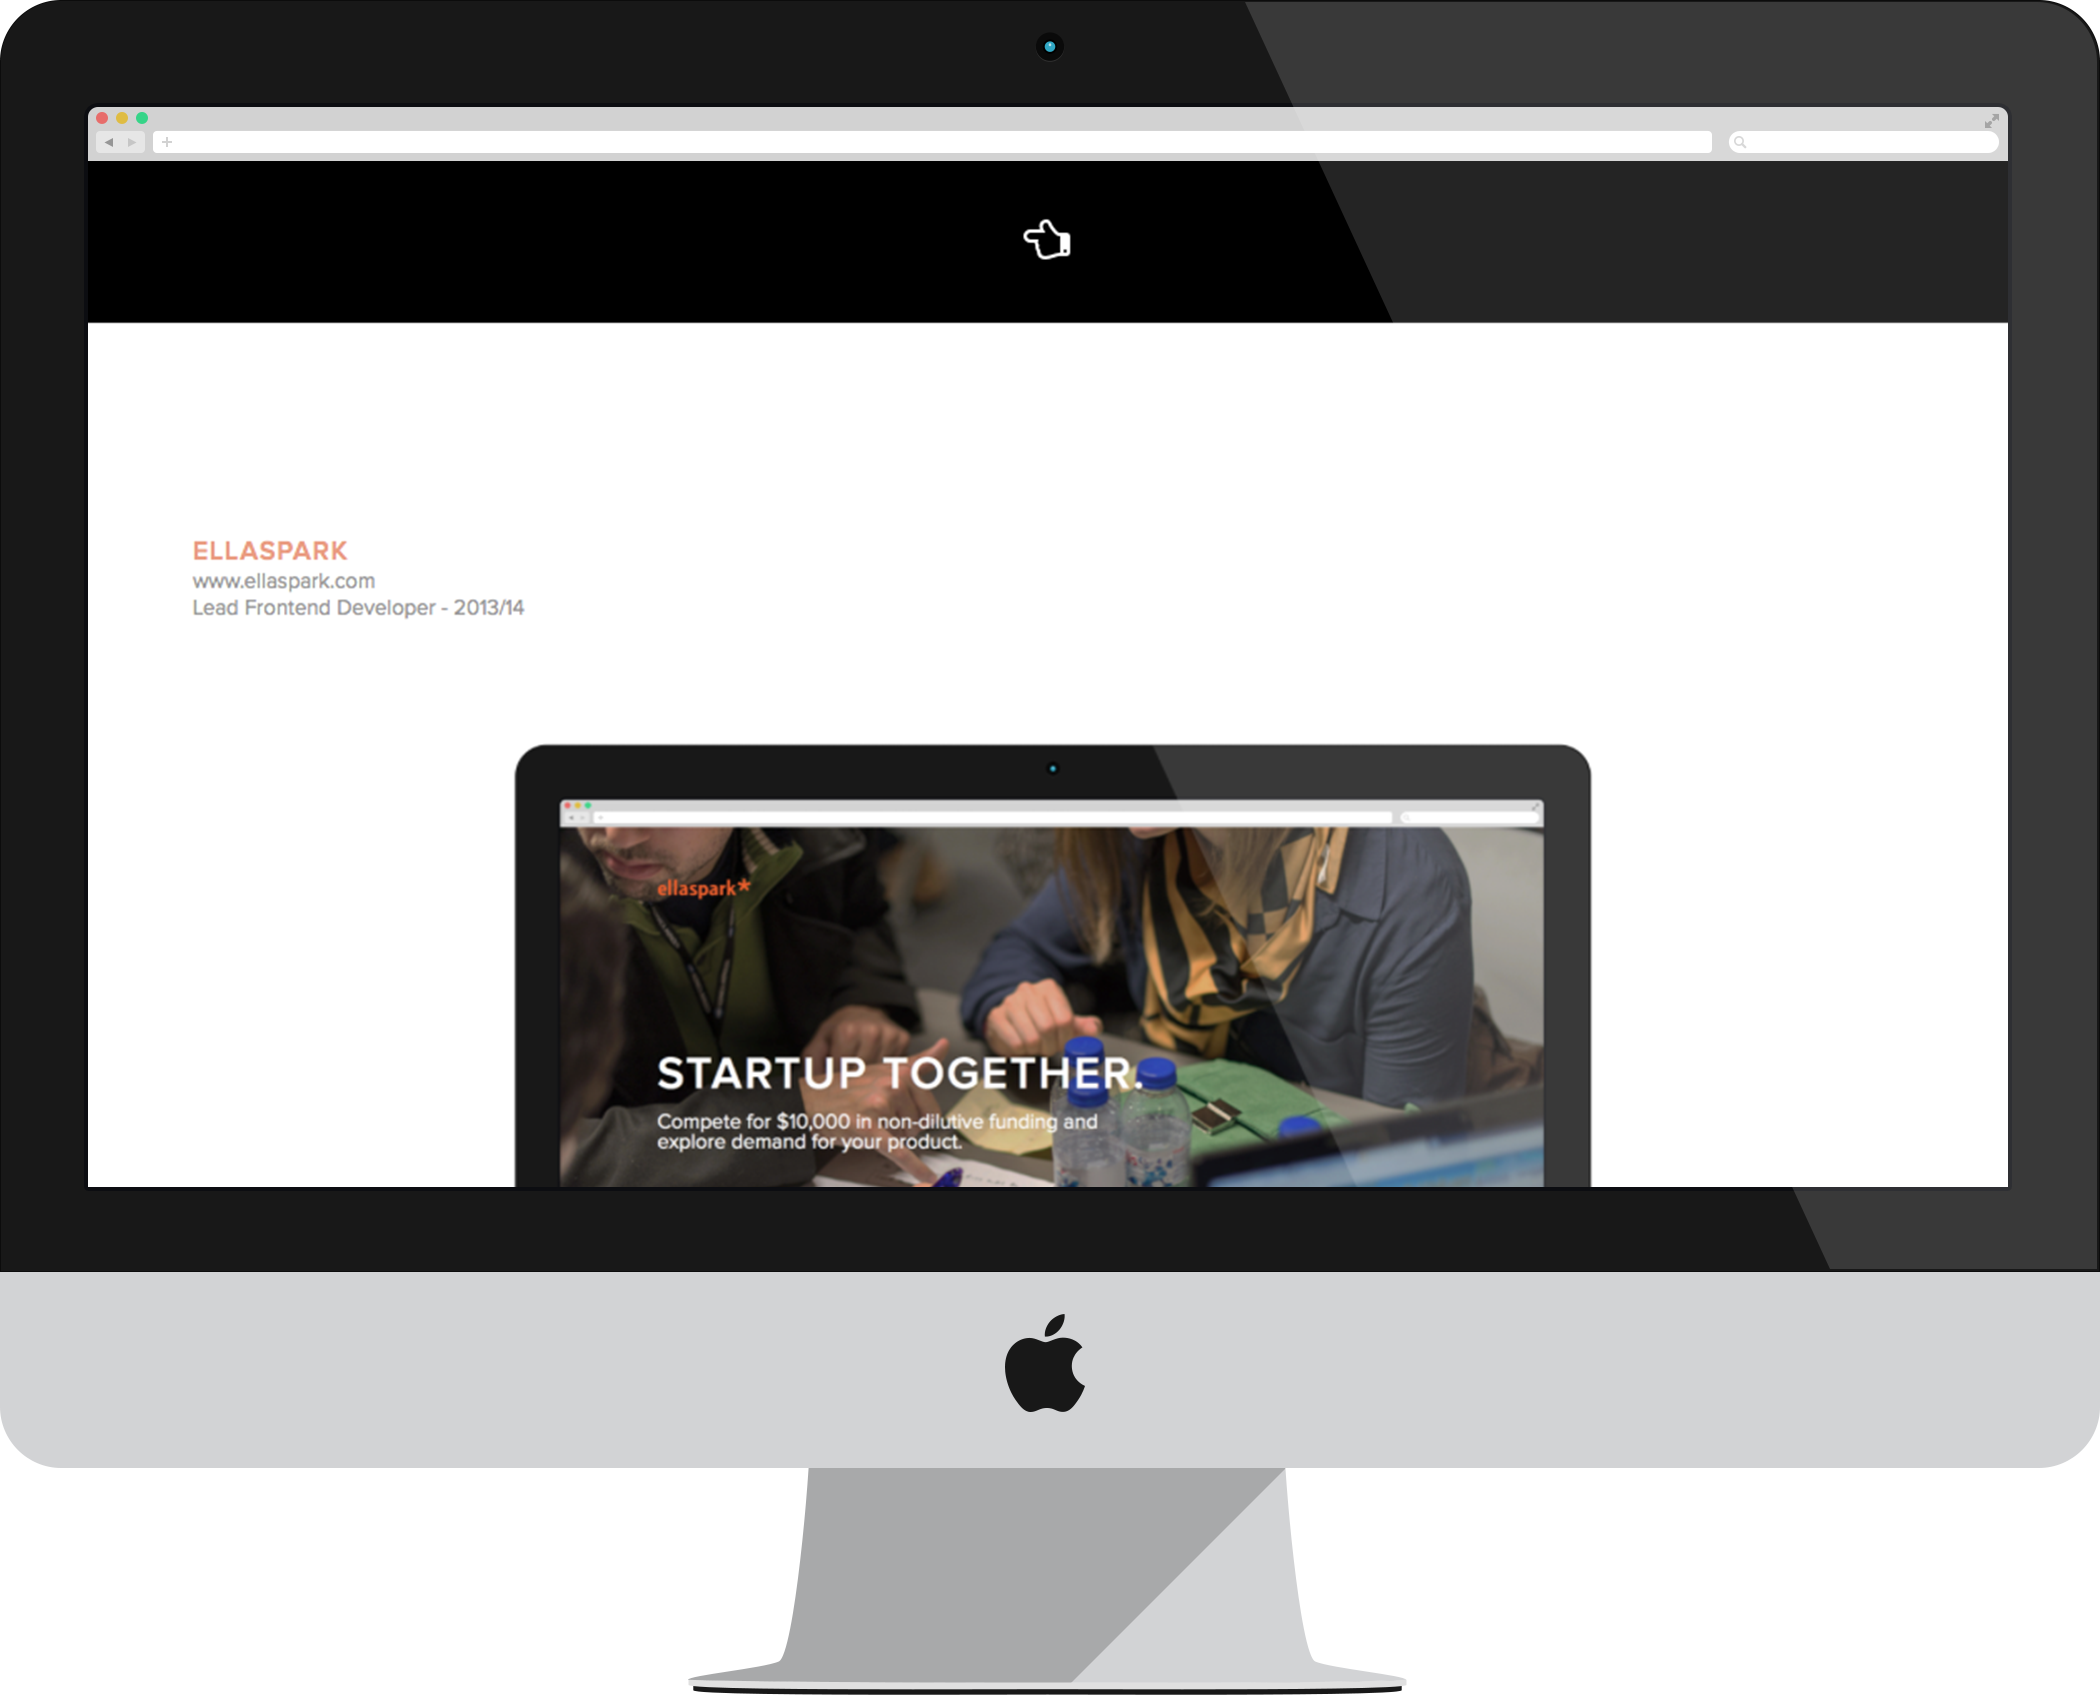 ELLASPARK
www.ellaspark.com
Lead Frontend Developer - 2013/14
ellaspark*
STARTUP TOGETHER.
Compete for $10,000 in non-dilutive funding and
explore demand for your product.